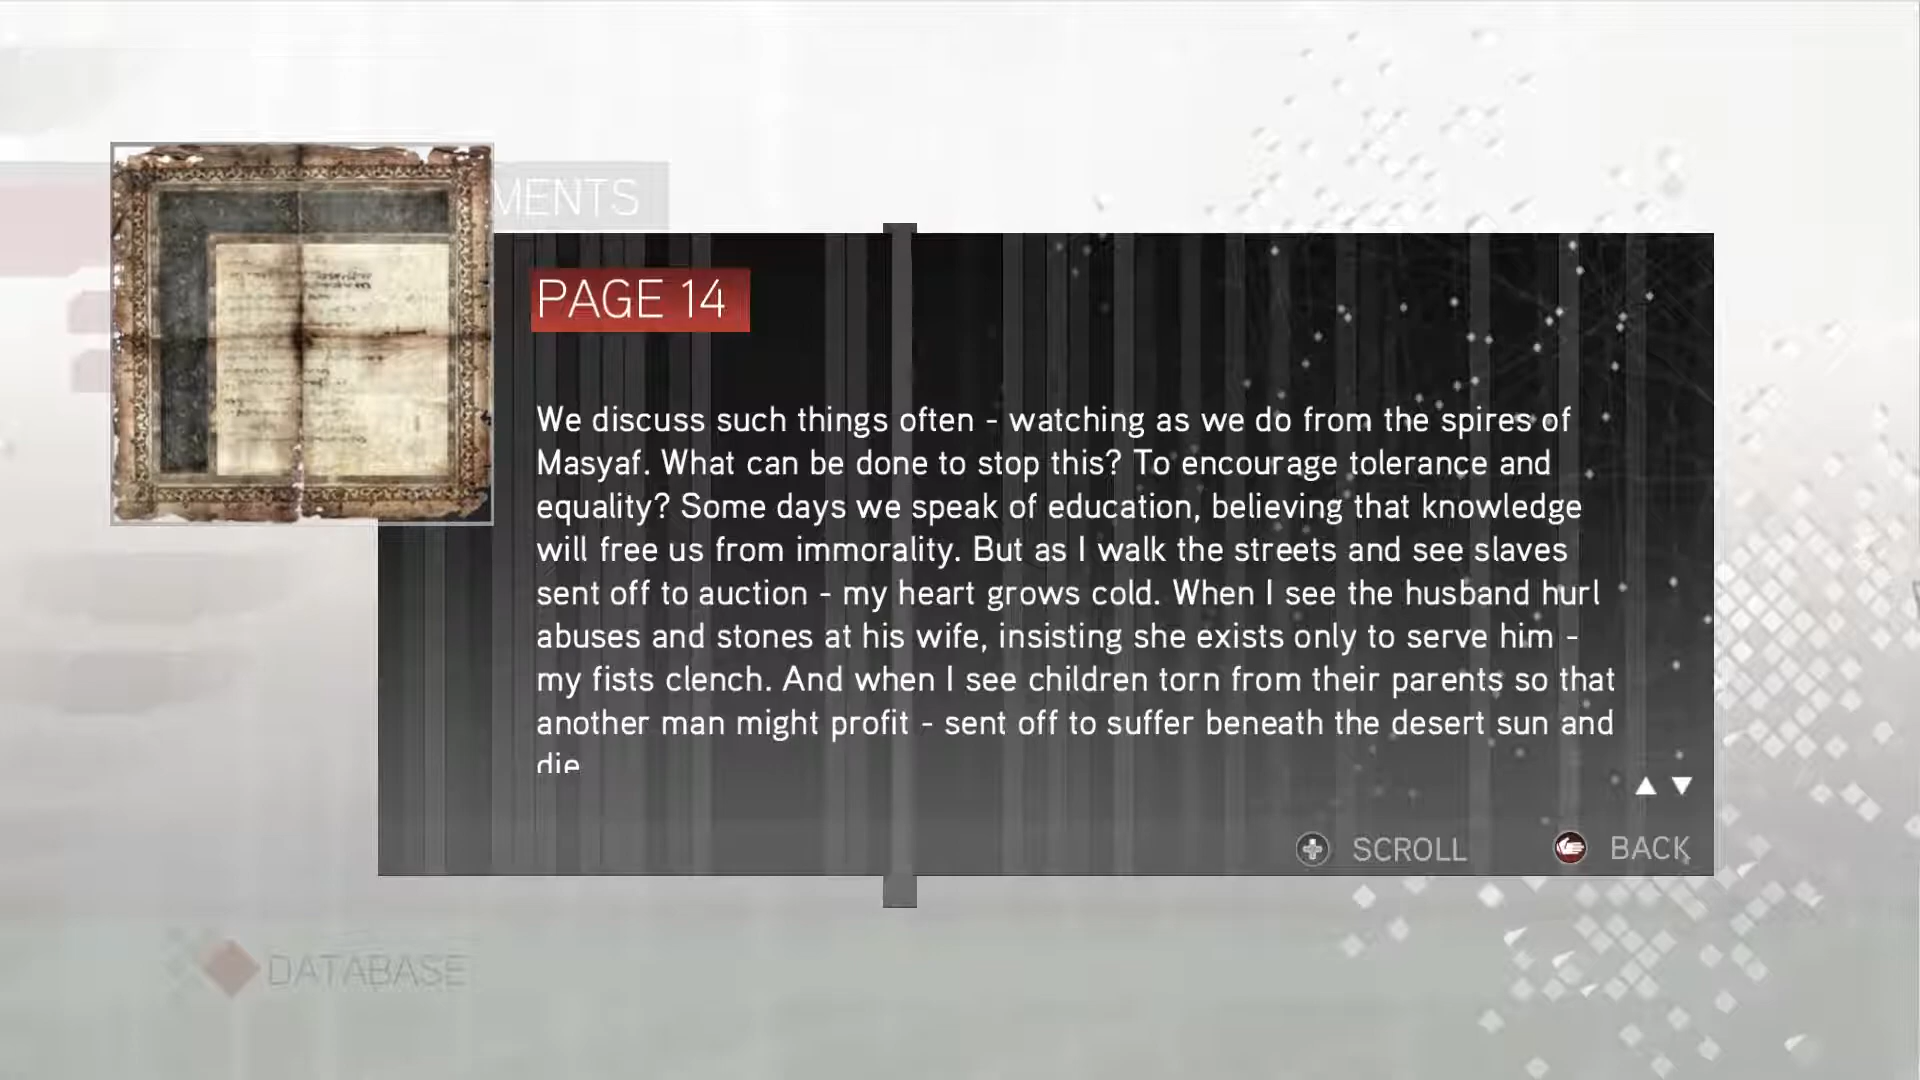 MENTS
PAGE 14
We discuss such things often - watching as we do from the spires of
Masyaf. What can be done to stop this? To encourage tolerance and
equality? Some days we speak of education, believing that knowledge
will free us from immorality. But as I walk the streets and see slaves
sent off to auction - my heart grows cold. When I see the husband hurl
abuses and stones at his wife, insisting she exists only to serve him -
my fists clench. And when I see children torn from their parents so that
another man might profit - sent off to suffer beneath the desert sun and
die
SCROLL BACK
DATABASE